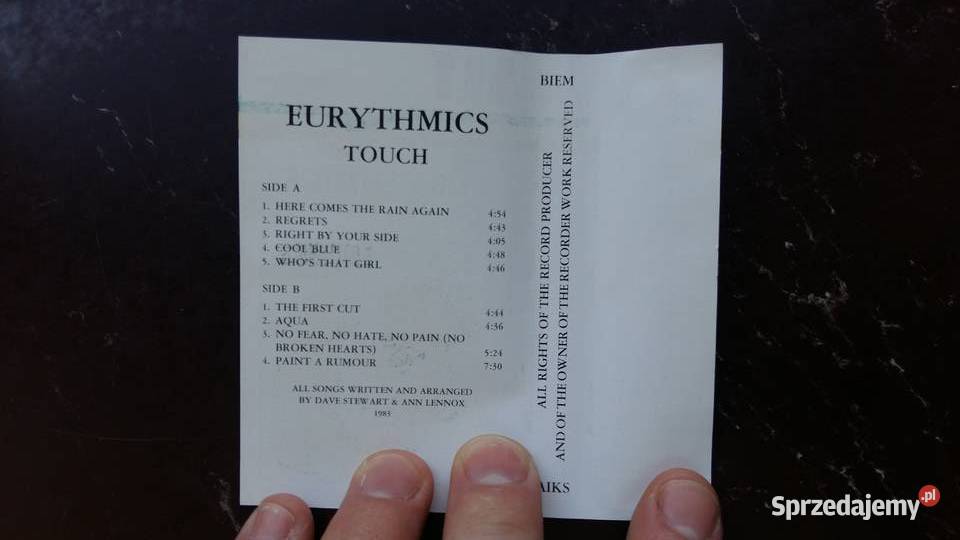 EURYTHMICS
TOUCH
SIDE A
1. HERE COMES THE RAIN AGAIN 4:54
2. REGRETS 4:43
3. RIGHT BY YOUR SIDE 4:05
4. COOL BLUE 4:48
5. WHO'S THAT GIRL 4:46
SIDE B
1. THE FIRST CUT 4:44
2. AQUA 4:36
3. NO FEAR, NO HATE, NO PAIN (NO
BROKEN HEARTS) 5:24
4. PAINT A RUMOUR 7:30
ALL SONGS WRITTEN AND ARRANGED
BY DAVE STEWART & ANN LENNOX
1983
BIEM
ALL RIGHTS OF THE RECORD PRODUCER
AND OF THE OWNER OF THE RECORDER WORK RESERVED
Sprzedajemy.pl